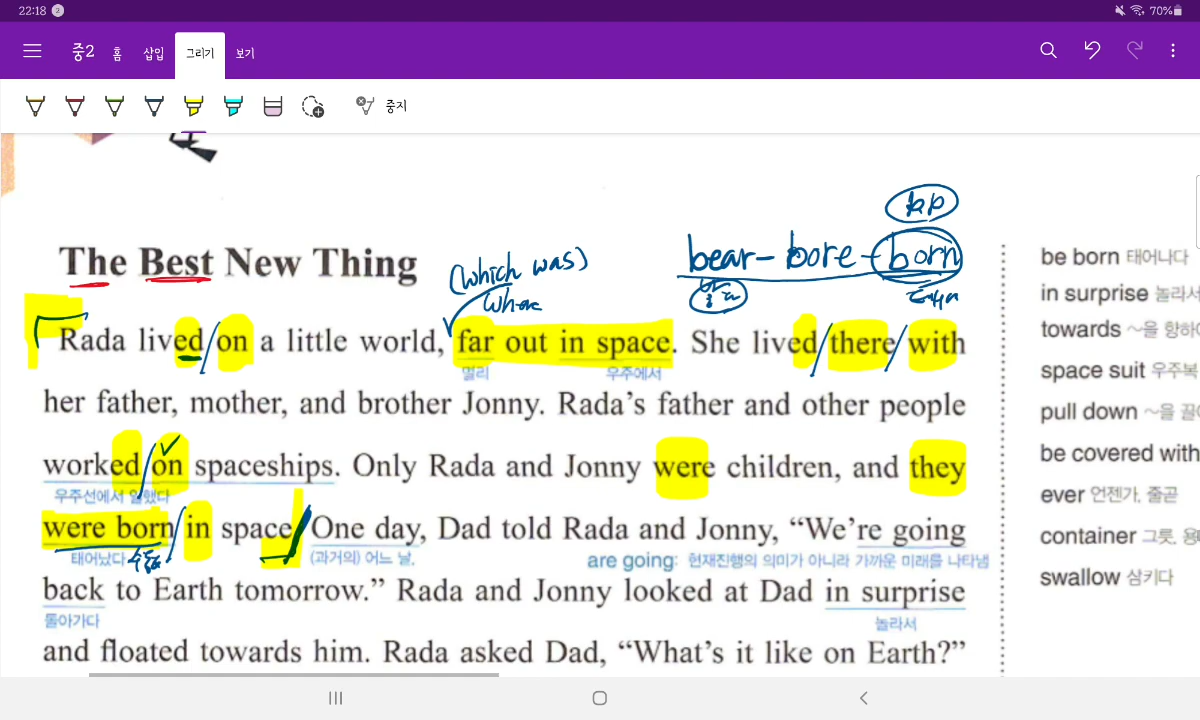 22:18 2 70%
중2 홈 삽입 그리기 보기
중지
The Best New Thing
(which was)
where
bear - bore - born
p.p
Rada lived/on a little world, far out in space. She lived/there/with
멀리 우주에서
her father, mother, and brother Jonny. Rada's father and other people
worked/on spaceships. Only Rada and Jonny were children, and they
우주선에서 일했다
were born/in space/ One day, Dad told Rada and Jonny, "We're going
태어났다 수동 (과거의) 어느 날, are going: 현재진행의 의미가 아니라 가까운 미래를 나타냄
back to Earth tomorrow." Rada and Jonny looked at Dad in surprise
돌아가다 놀라서
and floated towards him. Rada asked Dad, "What's it like on Earth?"
be born 태어나다
in surprise 놀라서
towards ~을 향하여
space suit 우주복
pull down ~을 끌
be covered with
ever 언젠가, 줄곧
container 그릇, 용
swallow 삼키다